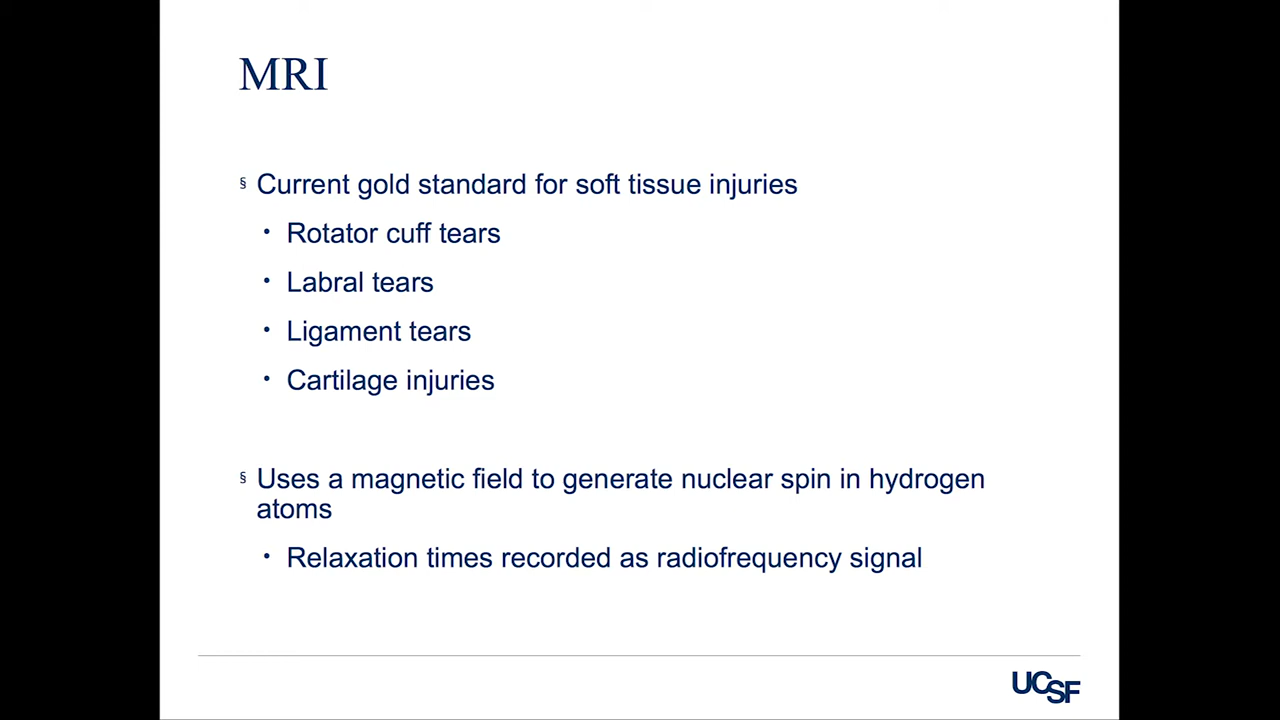 MRI
§ Current gold standard for soft tissue injuries
• Rotator cuff tears
• Labral tears
• Ligament tears
• Cartilage injuries
§ Uses a magnetic field to generate nuclear spin in hydrogen
atoms
• Relaxation times recorded as radiofrequency signal
UCSF